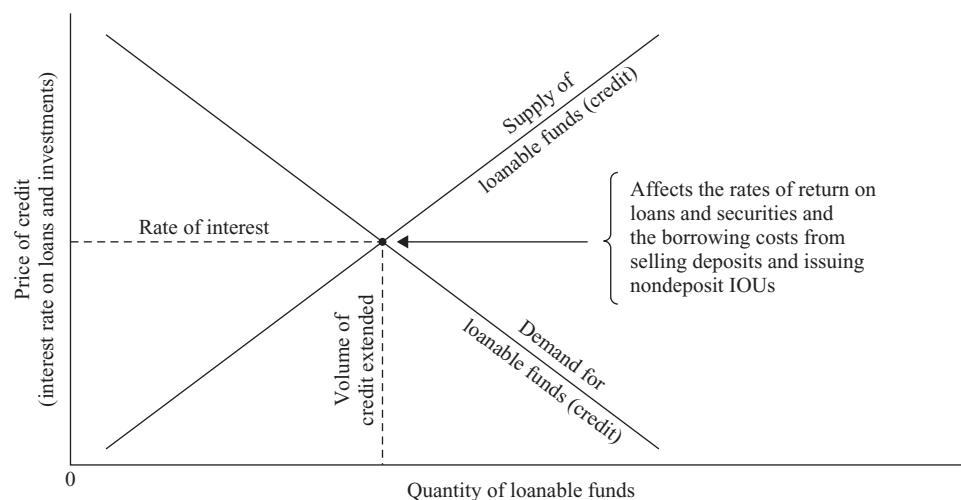 Price of credit
(interest rate on loans and investments)
Rate of interest
Supply of
loanable funds (credit)
Affects the rates of return on
loans and securities and
the borrowing costs from
selling deposits and issuing
nondeposit IOUs
Volume of
credit extended
Demand for
loanable funds (credit)
0
Quantity of loanable funds